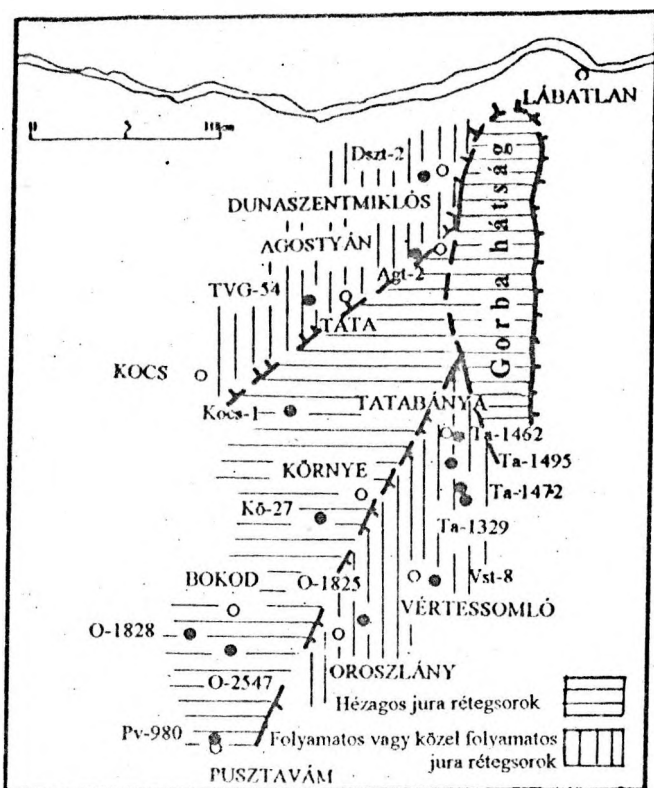 LÁBATLAN
Dszt-2
Gorba hátság
DUNASZENTMIKLÓS
AGOSTYÁN
Agt-2
TVG-54
TATA
KOCS
Kocs-1
TATABÁNYA
Ta-1462
Ta-1495
KÖRNYE
Ta-1472
Kö-27
Ta-1329
BOKOD
O-1825
Vst-8
VÉRTESSOMLÓ
O-1828
OROSZLÁNY
O-2547
Hézagos jura rétegsorok
Pv-980
Folyamatos vagy közel folyamatos
jura rétegsorok
PUSZTAVÁM